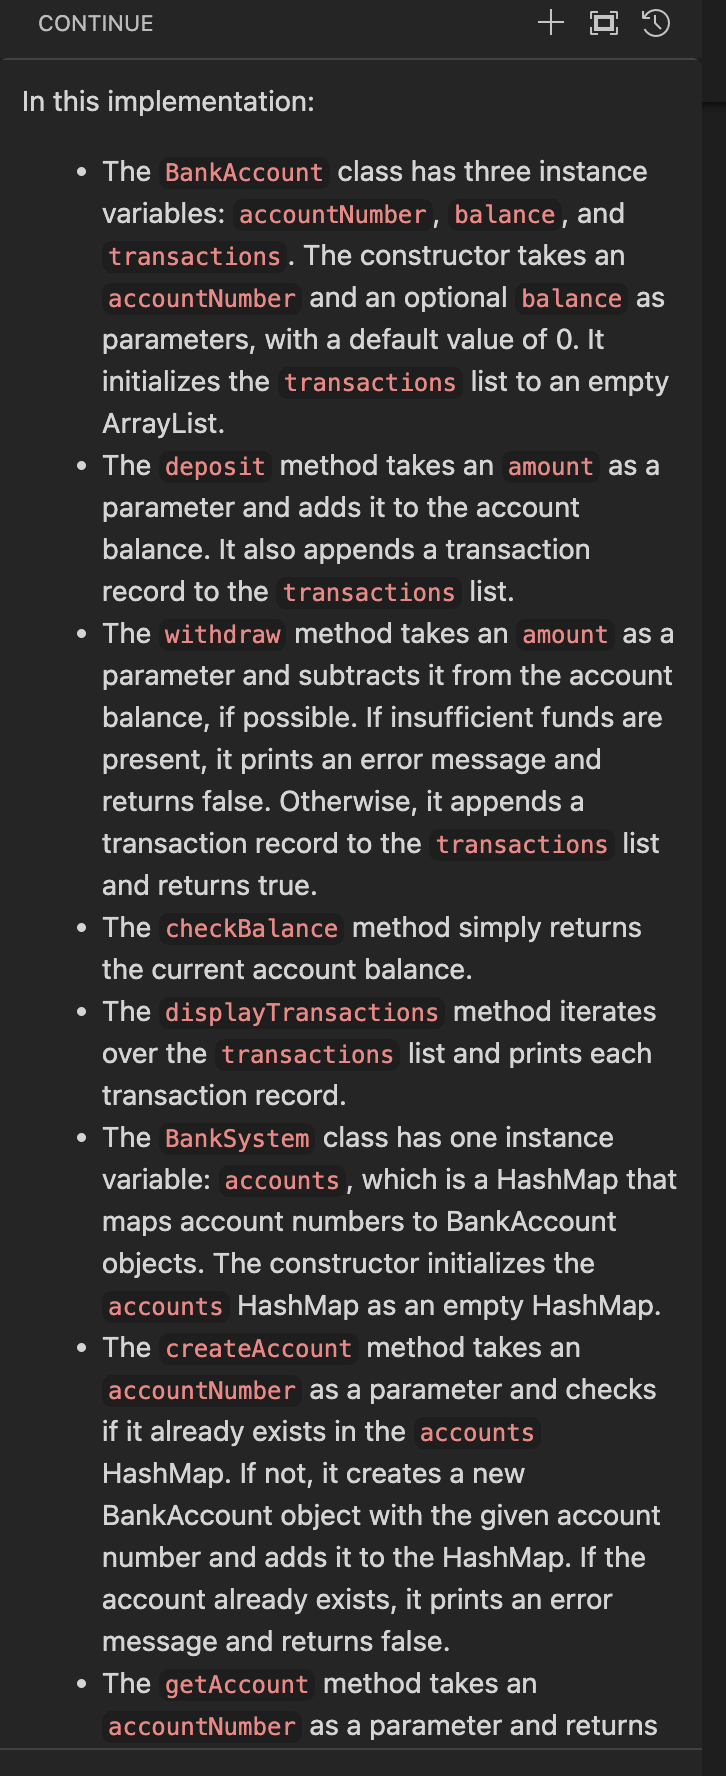 CONTINUE
In this implementation:
• The BankAccount class has three instance
variables: accountNumber, balance, and
transactions. The constructor takes an
accountNumber and an optional balance as
parameters, with a default value of 0. It
initializes the transactions list to an empty
ArrayList.
• The deposit method takes an amount as a
parameter and adds it to the account
balance. It also appends a transaction
record to the transactions list.
• The withdraw method takes an amount as a
parameter and subtracts it from the account
balance, if possible. If insufficient funds are
present, it prints an error message and
returns false. Otherwise, it appends a
transaction record to the transactions list
and returns true.
• The checkBalance method simply returns
the current account balance.
• The displayTransactions method iterates
over the transactions list and prints each
transaction record.
• The BankSystem class has one instance
variable: accounts, which is a HashMap that
maps account numbers to BankAccount
objects. The constructor initializes the
accounts HashMap as an empty HashMap.
• The createAccount method takes an
accountNumber as a parameter and checks
if it already exists in the accounts
HashMap. If not, it creates a new
BankAccount object with the given account
number and adds it to the HashMap. If the
account already exists, it prints an error
message and returns false.
• The getAccount method takes an
accountNumber as a parameter and returns